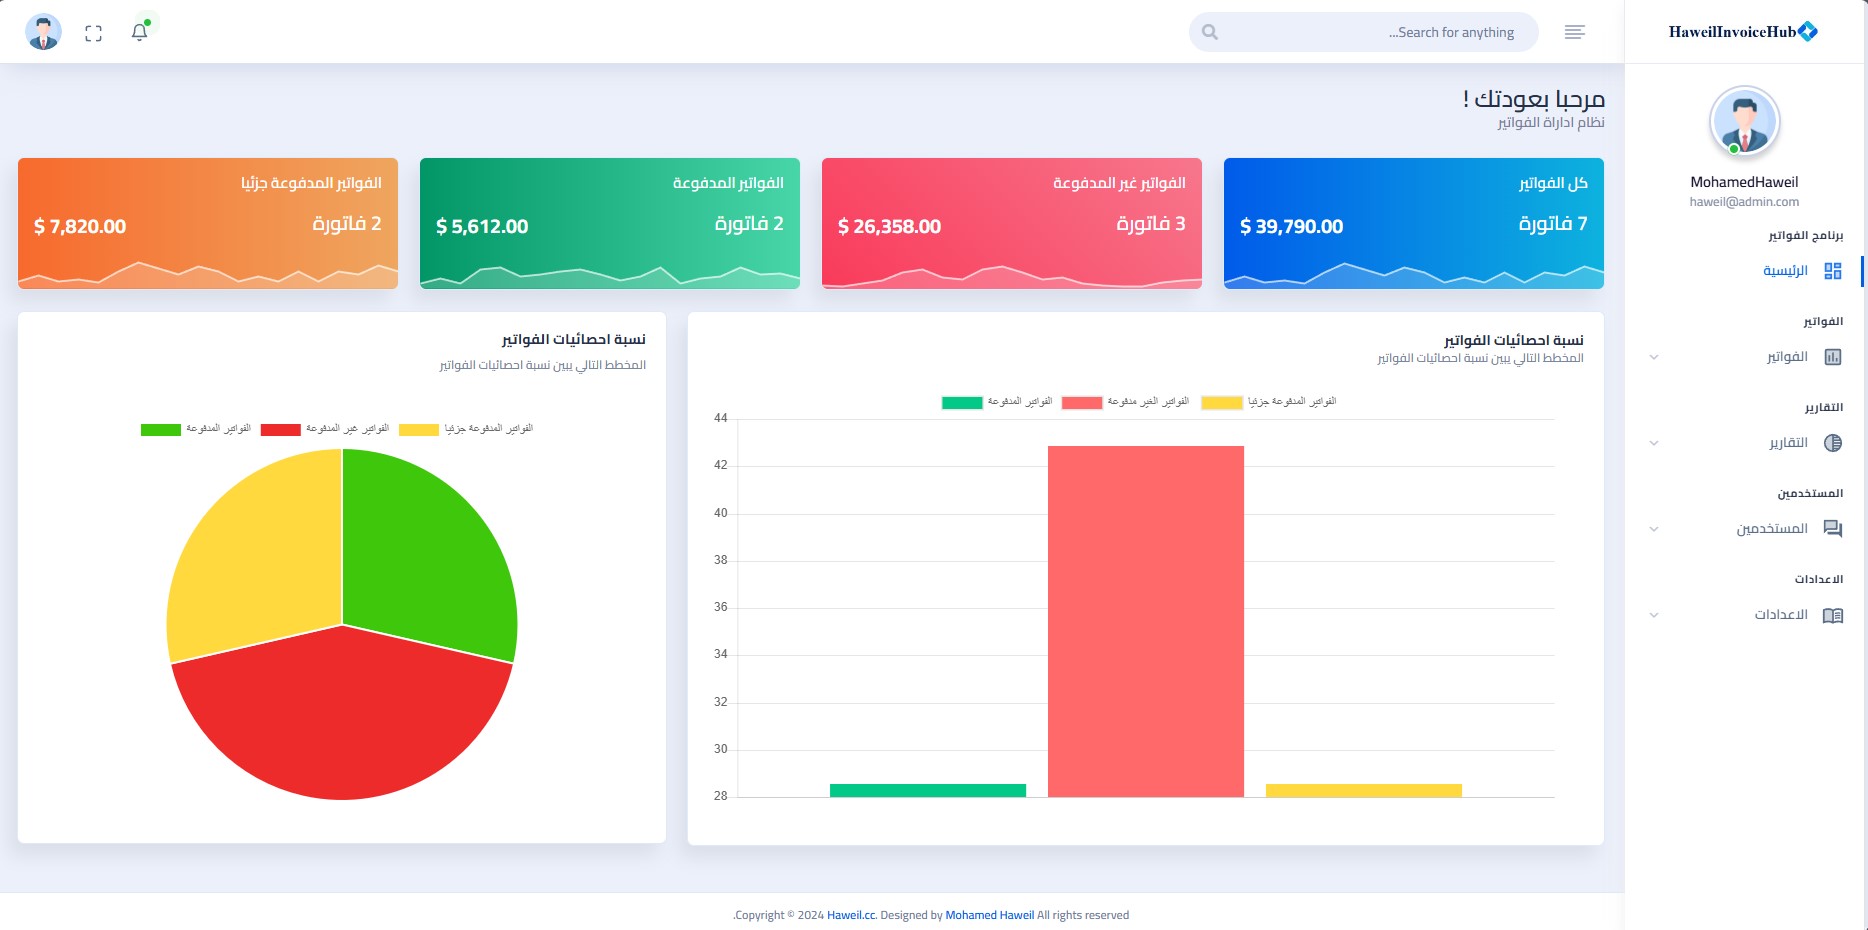 HaweilInvoiceHub
Search for anything...
MohamedHaweil
haweil@admin.com
برنامج الفواتير
الرئيسية
الفواتير
الفواتير
التقارير
التقارير
المستخدمين
المستخدمين
الاعدادات
الاعدادات
مرحبا بعودتك !
نظام اداراة الفواتير
كل الفواتير
7 فاتورة
$ 39,790.00
الفواتير غير المدفوعة
3 فاتورة
$ 26,358.00
الفواتير المدفوعة
2 فاتورة
$ 5,612.00
الفواتير المدفوعة جزئيا
2 فاتورة
$ 7,820.00
نسبة احصائيات الفواتير
المخطط التالي يبين نسبة احصائيات الفواتير
الفواتير المدفوعة جزئيا
الفواتير الغير مدفوعة
الفواتير المدفوعة
44
42
40
38
36
34
32
30
28
نسبة احصائيات الفواتير
المخطط التالي يبين نسبة احصائيات الفواتير
الفواتير المدفوعة جزئيا
الفواتير غير المدفوعة
الفواتير المدفوعة
.Copyright © 2024 Haweil.cc. Designed by Mohamed Haweil All rights reserved